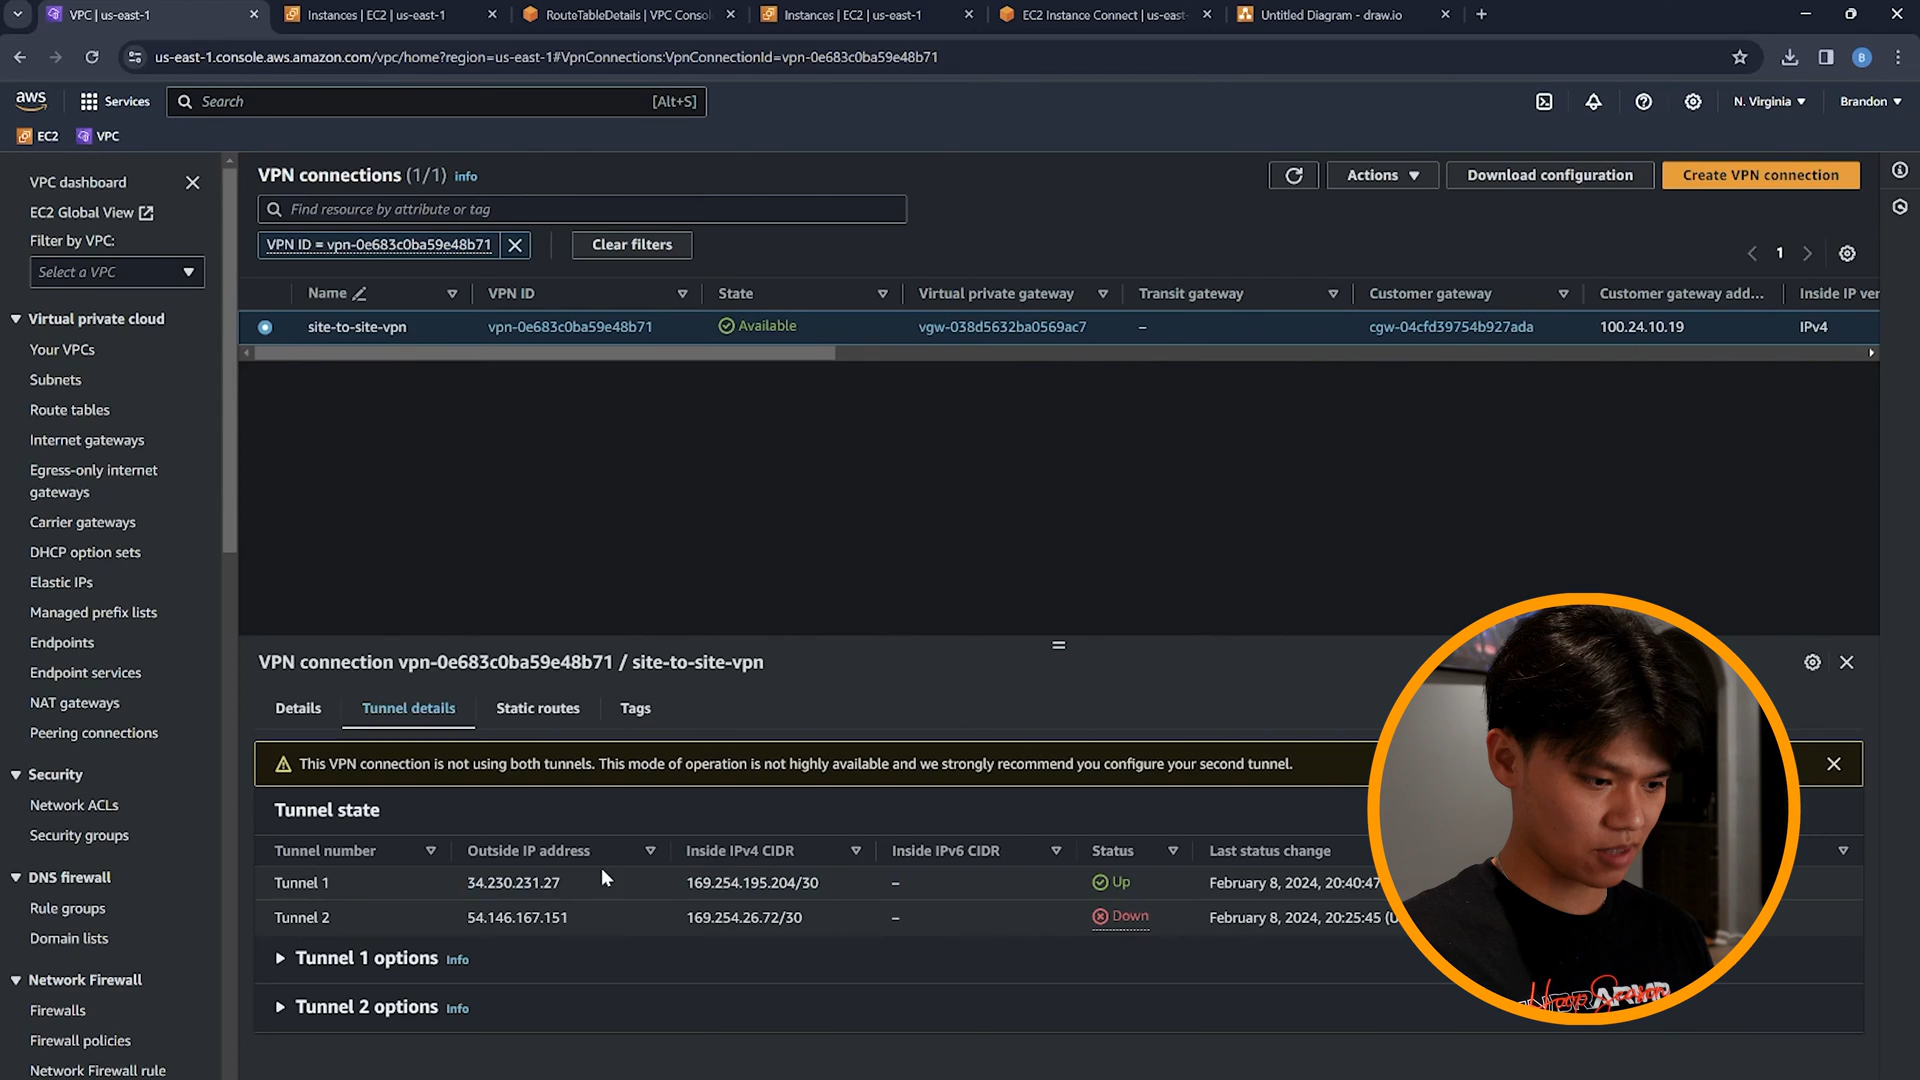 VPC | us-east-1
Instances | EC2 | us-east-1
RouteTableDetails | VPC Consol
Instances | EC2 | us-east-1
EC2 Instance Connect | us-east-
Untitled Diagram - draw.io
us-east-1.console.aws.amazon.com/vpc/home?region=us-east-1#VpnConnections:VpnConnectionId=vpn-0e683c0ba59e48b71
B
aws
Services
Search
[Alt+S]
N. Virginia
Brandon
EC2
VPC
VPC dashboard
EC2 Global View
Filter by VPC:
Select a VPC
Virtual private cloud
Your VPCs
Subnets
Route tables
Internet gateways
Egress-only internet
gateways
Carrier gateways
DHCP option sets
Elastic IPs
Managed prefix lists
Endpoints
Endpoint services
NAT gateways
Peering connections
Security
Network ACLs
Security groups
DNS firewall
Rule groups
Domain lists
Network Firewall
Firewalls
Firewall policies
Network Firewall rule
VPN connections (1/1) Info
Actions
Download configuration
Create VPN connection
Find resource by attribute or tag
VPN ID = vpn-0e683c0ba59e48b71
Clear filters
1
Name VPN ID State Virtual private gateway Transit gateway Customer gateway Customer gateway add... Inside IP ver
site-to-site-vpn vpn-0e683c0ba59e48b71 Available vgw-038d5632ba0569ac7 – cgw-04cfd39754b927ada 100.24.10.19 IPv4
VPN connection vpn-0e683c0ba59e48b71 / site-to-site-vpn
Details
Tunnel details
Static routes
Tags
This VPN connection is not using both tunnels. This mode of operation is not highly available and we strongly recommend you configure your second tunnel.
Tunnel state
Tunnel number Outside IP address Inside IPv4 CIDR Inside IPv6 CIDR Status Last status change
Tunnel 1 34.230.231.27 169.254.195.204/30 – Up February 8, 2024, 20:40:47
Tunnel 2 54.146.167.151 169.254.26.72/30 – Down February 8, 2024, 20:25:45 (U
Tunnel 1 options Info
Tunnel 2 options Info